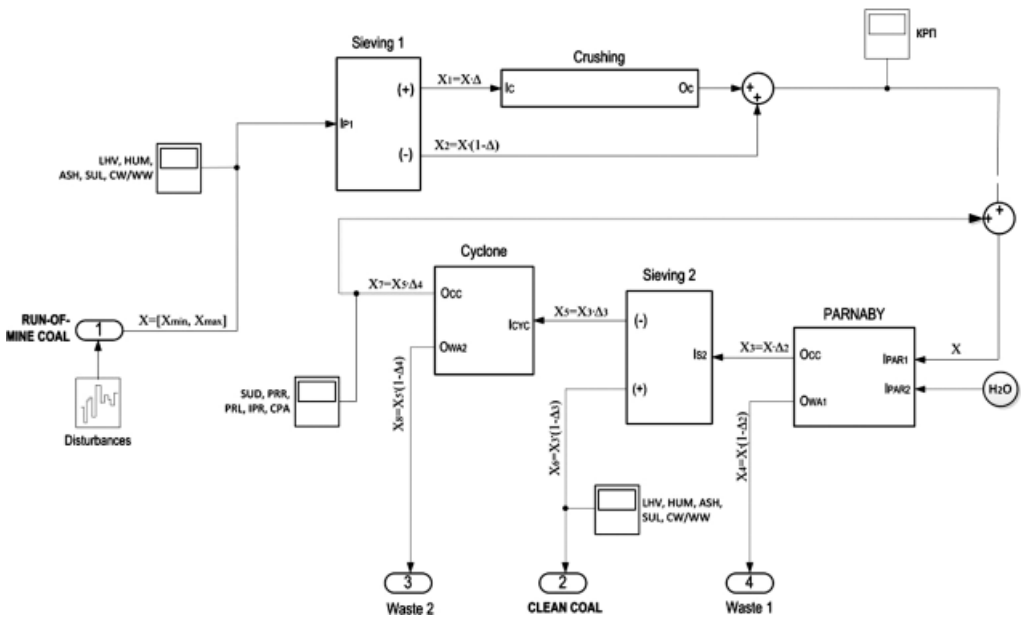 Sieving 1
IP1
(+)
(-)
X1=X·Δ
X2=X·(1-Δ)
Crushing
Ic
Oc
+
+
КРП
LHV, HUM,
ASH, SUL, CW/WW
RUN-OF-
MINE COAL
1
X=[Xmin, Xmax]
Disturbances
+
+
Cyclone
Occ
ICYC
OWA2
X7=X5·Δ4
X8=X5·(1-Δ4)
SUD, PRR,
PRL, IPR, CPA
Sieving 2
(-)
IS2
(+)
X5=X3·Δ3
X6=X3·(1-Δ3)
PARNABY
Occ
IPAR1
IPAR2
OWA1
X3=X·Δ2
X4=X·(1-Δ2)
X
H2O
LHV, HUM, ASH,
SUL, CW/WW
3
Waste 2
2
CLEAN COAL
4
Waste 1